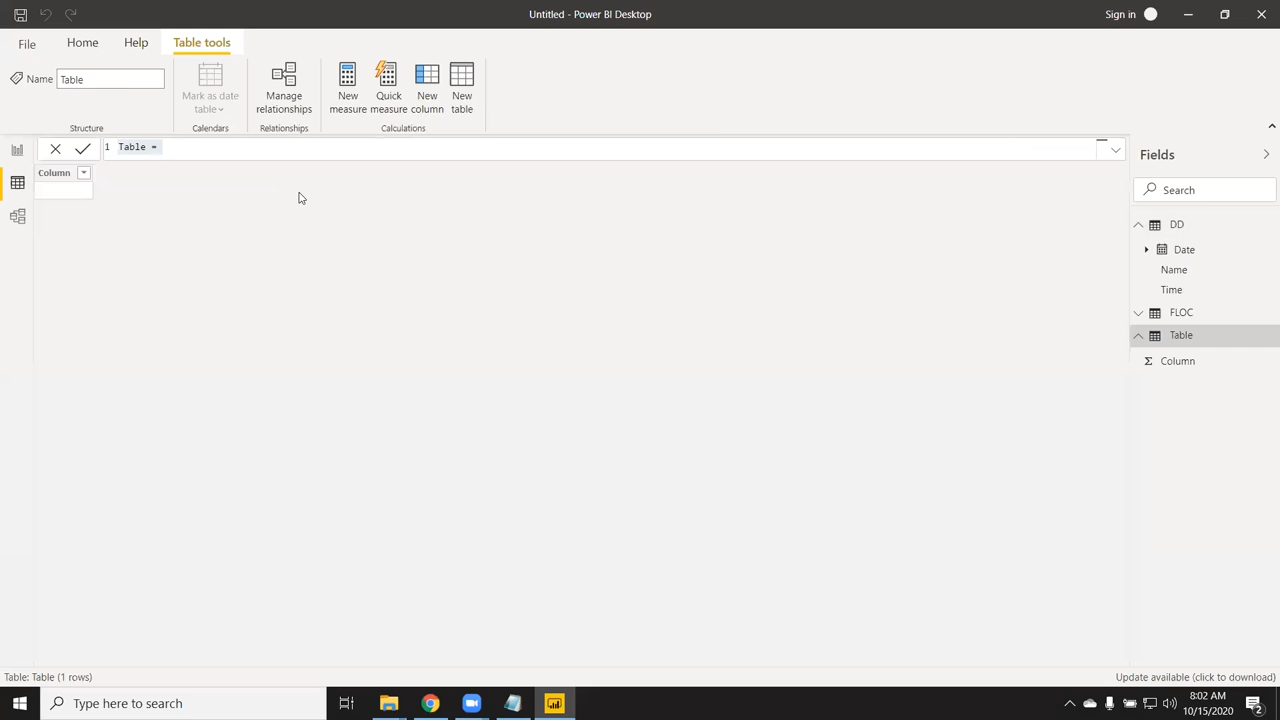 Untitled - Power BI Desktop
Sign in
File
Home
Help
Table tools
Name
Table
Mark as date
table
Manage
relationships
New
measure
Quick
measure
New
column
New
table
Structure
Calendars
Relationships
Calculations
1 Table =
Column
Fields
Search
DD
Date
Name
Time
FLOC
Table
Σ Column
Table: Table (1 rows)
Update available (click to download)
Type here to search
8:02 AM
10/15/2020
2